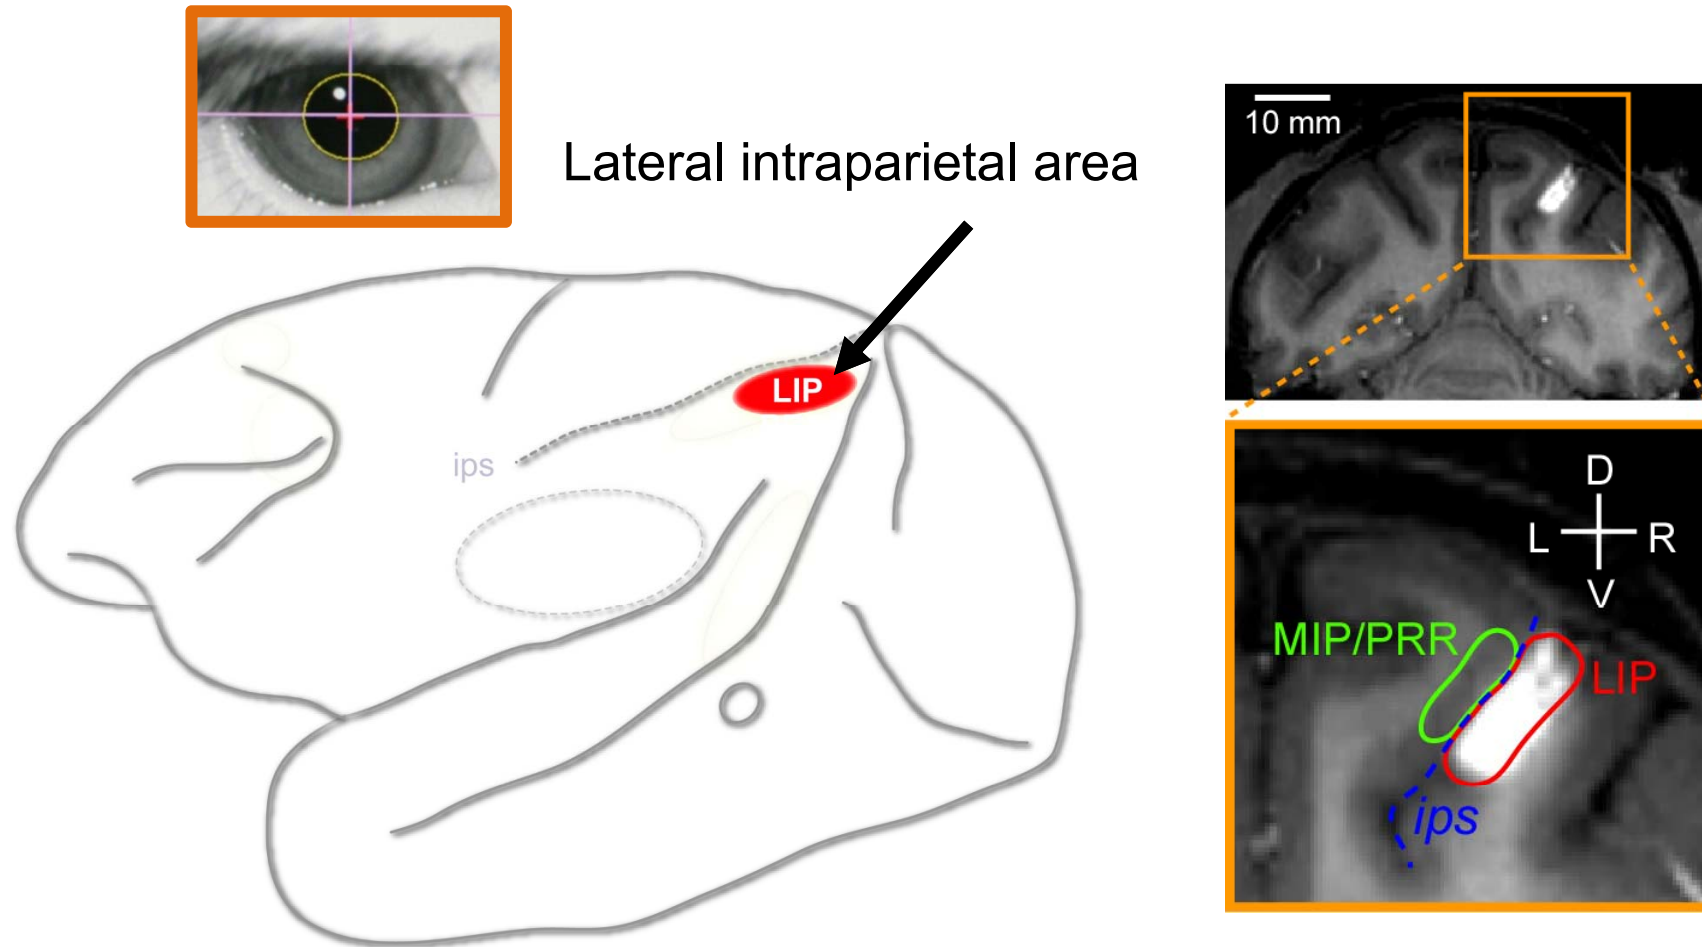 Lateral intraparietal area
LIP
ips
10 mm
D
L R
V
MIP/PRR
LIP
ips